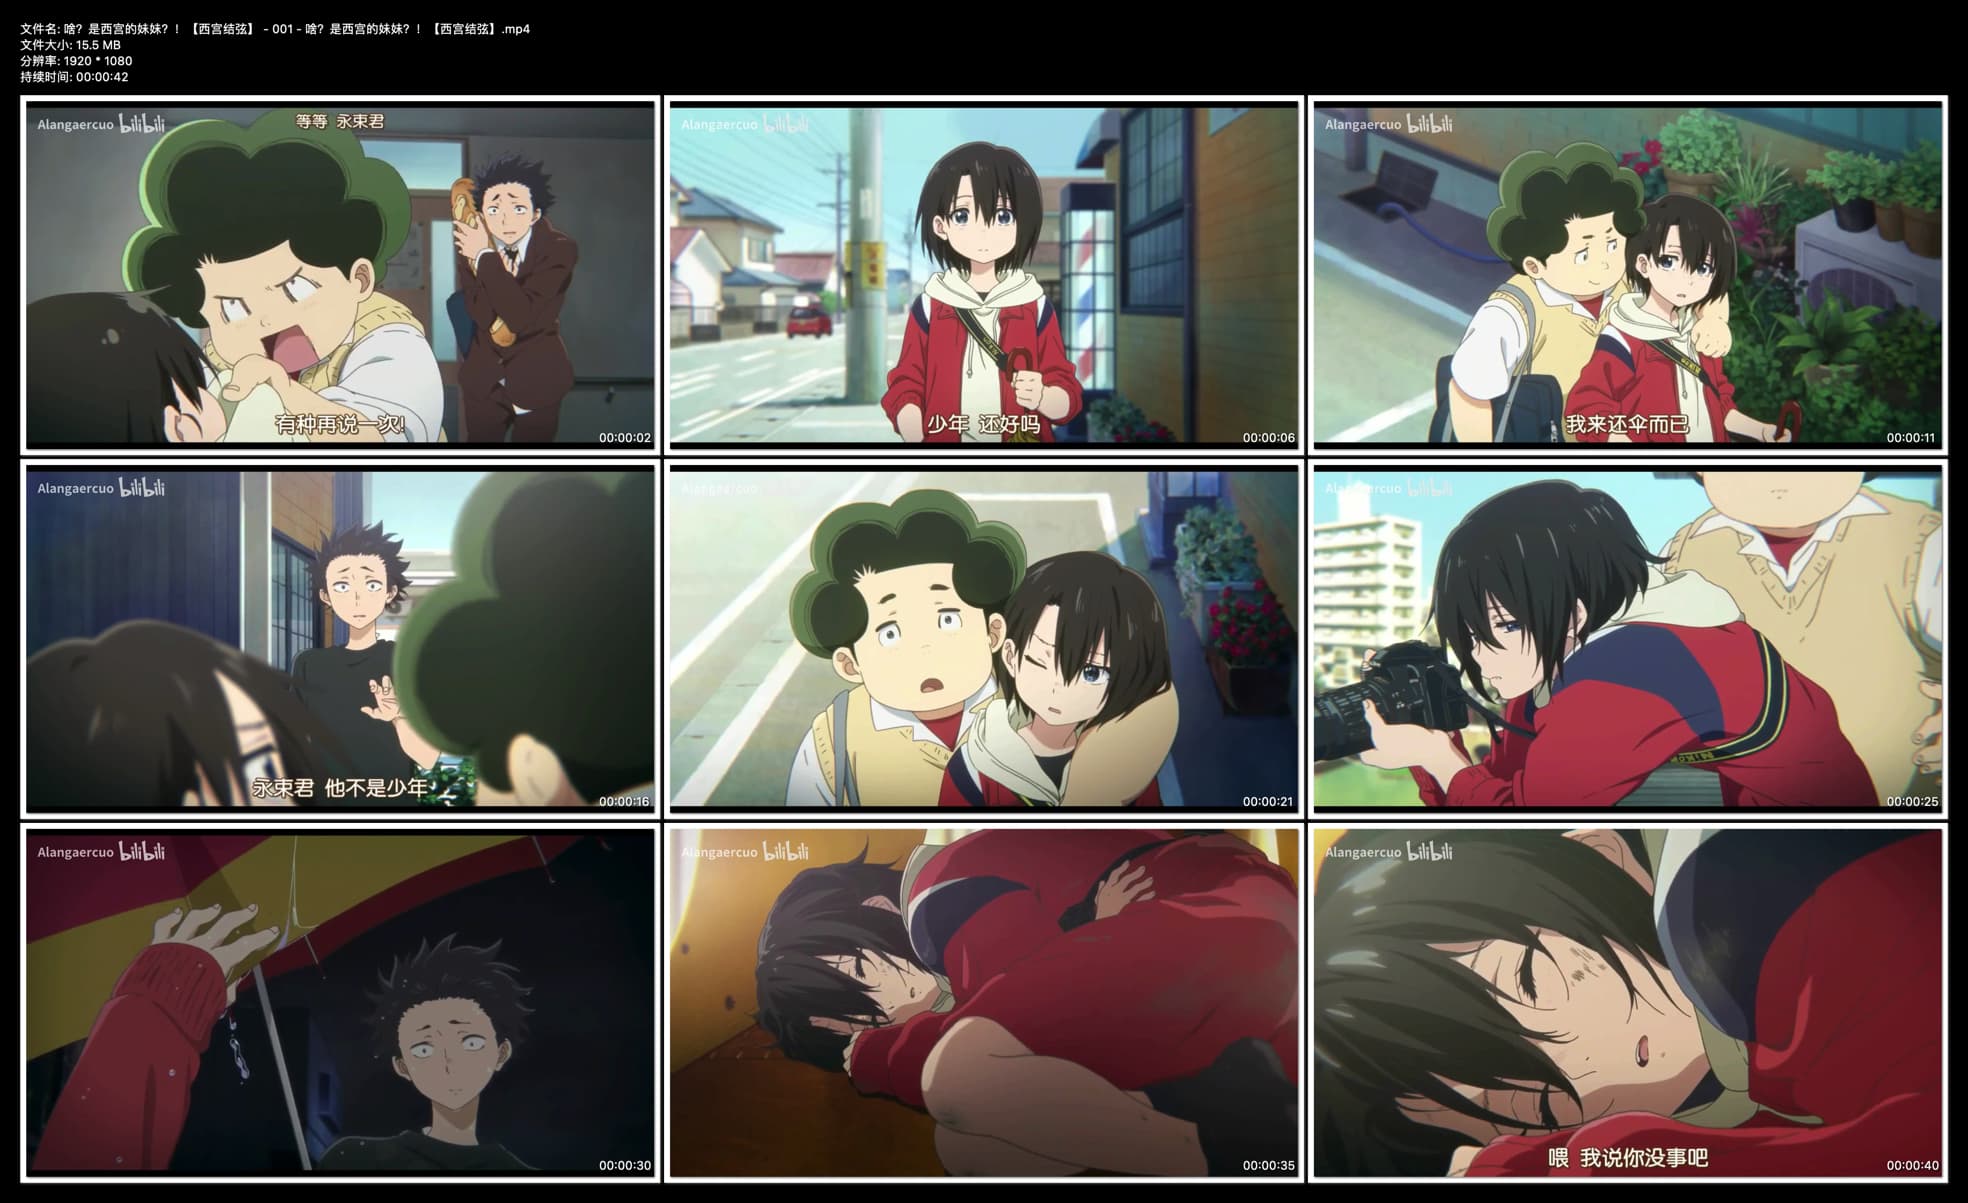 文件名: 啥？是西宫的妹妹？！【西宫结弦】 - 001 - 啥？是西宫的妹妹？！【西宫结弦】.mp4
文件大小: 15.5 MB
分辨率: 1920 * 1080
持续时间: 00:00:42
Alangaercuo bilibili
等等 永束君
有种再说一次!
00:00:02
Alangaercuo bilibili
少年 还好吗
00:00:06
Alangaercuo bilibili
我来还伞而已
00:00:11
Alangaercuo bilibili
永束君 他不是少年
00:00:16
Alangaercuo
00:00:21
Alangaercuo bilibili
00:00:25
Alangaercuo bilibili
00:00:30
Alangaercuo bilibili
00:00:35
Alangaercuo bilibili
喂 我说你没事吧
00:00:40